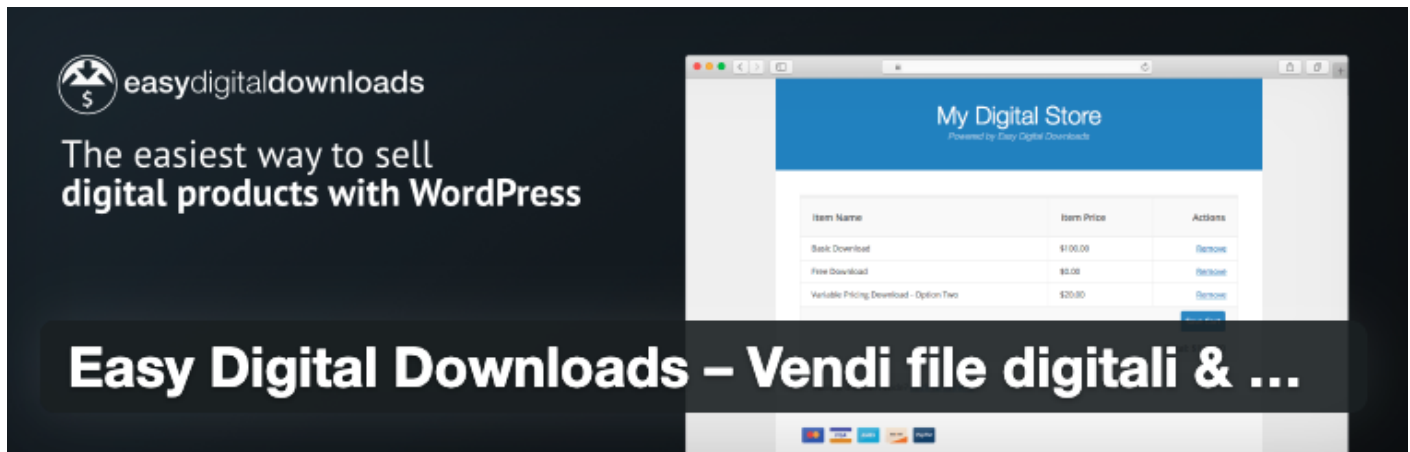 easydigitaldownloads
The easiest way to sell
digital products with WordPress
My Digital Store
Powered by Easy Digital Downloads
Item Name Item Price Actions
Basic Download $100.00 Remove
Free Download $0.00 Remove
Variable Pricing Download - Option Two $20.00 Remove
Easy Digital Downloads – Vendi file digitali & ...
VISA
PayPal